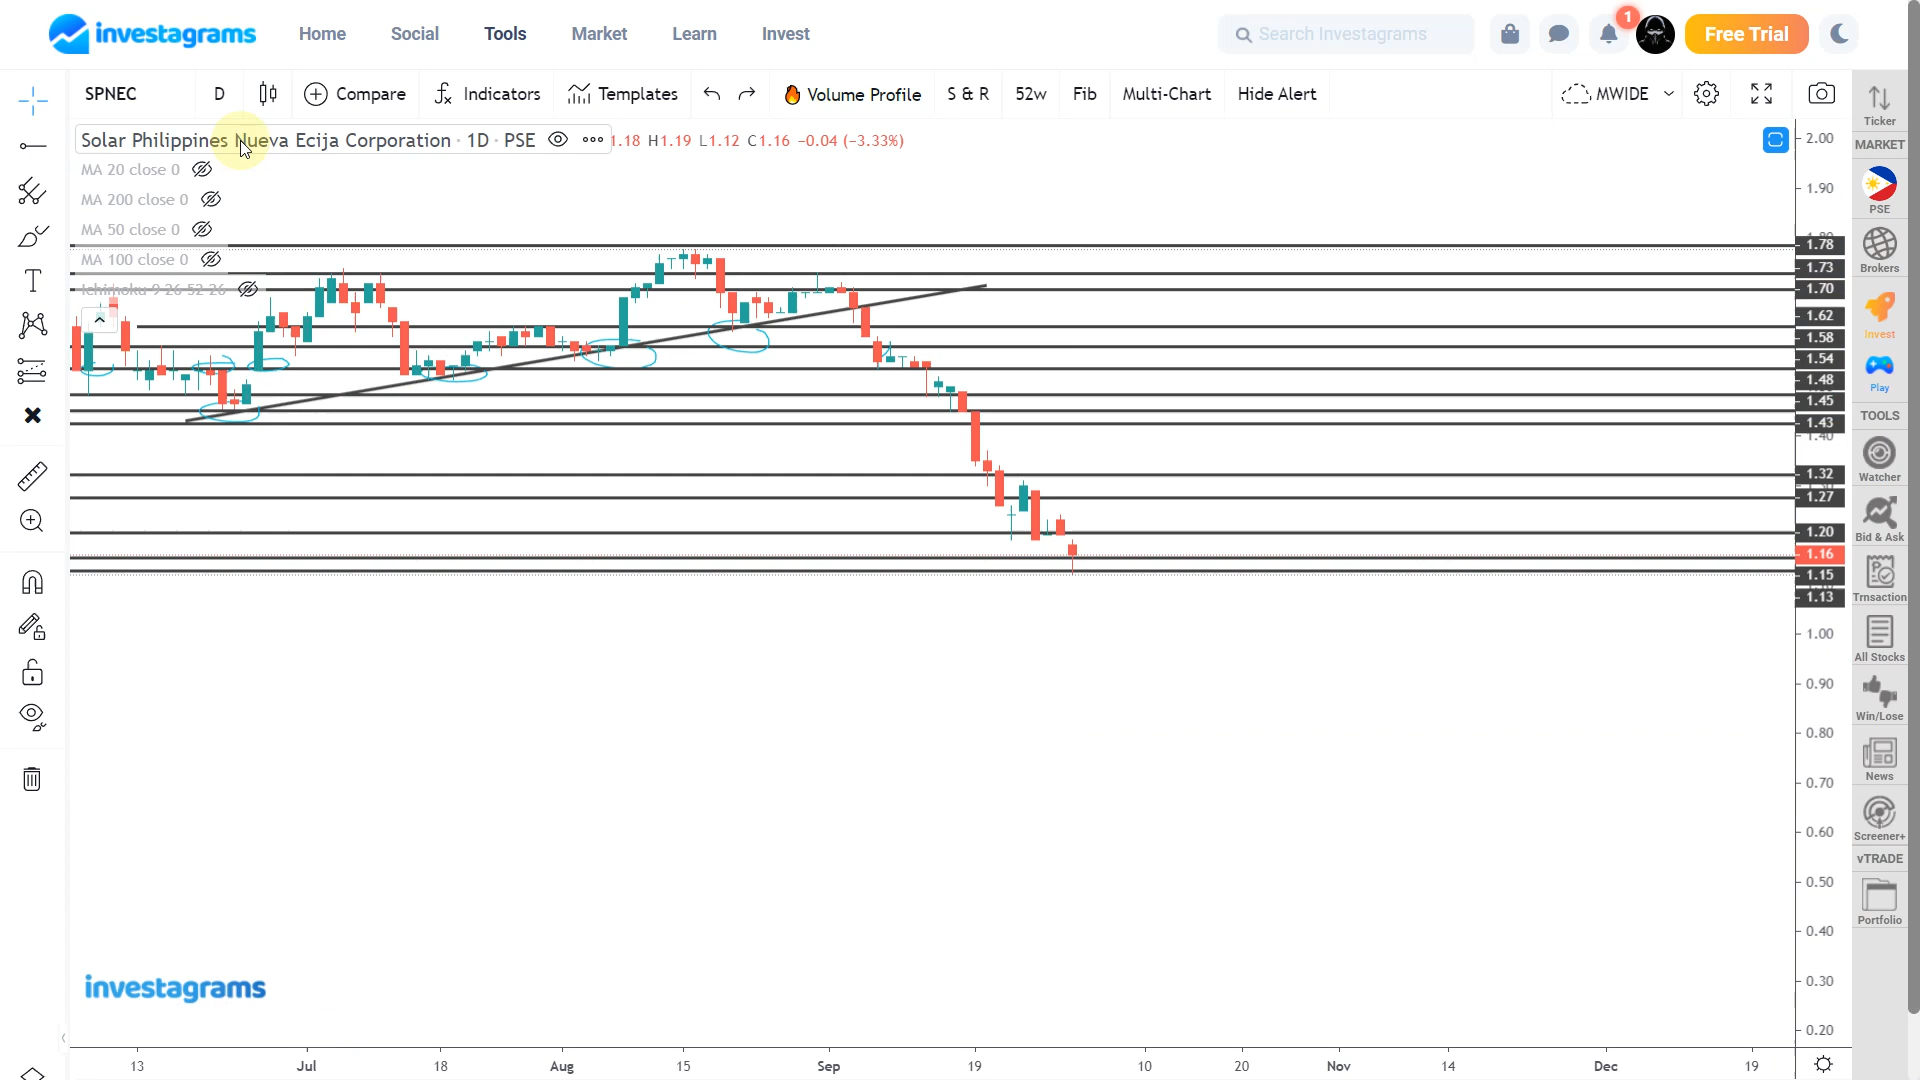 investagrams
Home
Social
Tools
Market
Learn
Invest
Search Investagrams
1
Free Trial
SPNEC
D
Compare
Indicators
Templates
Volume Profile
S & R
52w
Fib
Multi-Chart
Hide Alert
MWIDE
Solar Philippines Nueva Ecija Corporation · 1D · PSE
1.18 H1.19 L1.12 C1.16 −0.04 (−3.33%)
MA 20 close 0
MA 200 close 0
MA 50 close 0
MA 100 close 0
Ichimoku 9 26 52 26
2.00
1.90
1.78
1.73
1.70
1.62
1.58
1.54
1.48
1.45
1.43
1.40
1.32
1.27
1.20
1.16
1.15
1.13
1.00
0.90
0.80
0.70
0.60
0.50
0.40
0.30
0.20
Ticker
MARKET
PSE
Brokers
Invest
Play
TOOLS
Watcher
Bid & Ask
Trnsaction
All Stocks
Win/Lose
News
Screener+
vTRADE
Portfolio
investagrams
13
Jul
18
Aug
15
Sep
19
10
20
Nov
14
Dec
19